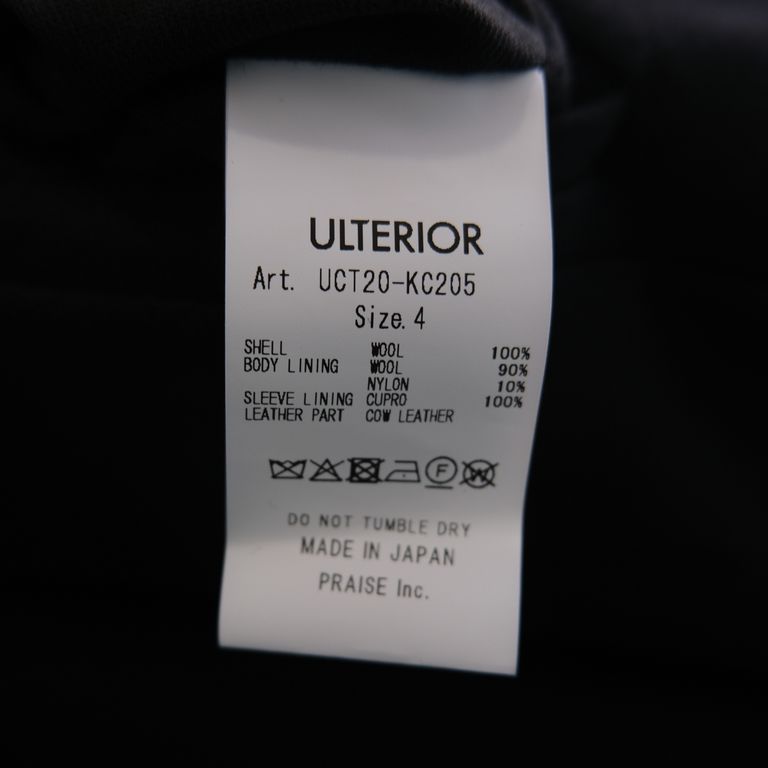 ULTERIOR
Art. UCT20-KC205
Size. 4
SHELL WOOL 100%
BODY LINING WOOL 90%
NYLON 10%
SLEEVE LINING CUPRO 100%
LEATHER PART COW LEATHER
F W
DO NOT TUMBLE DRY
MADE IN JAPAN
PRAISE Inc.